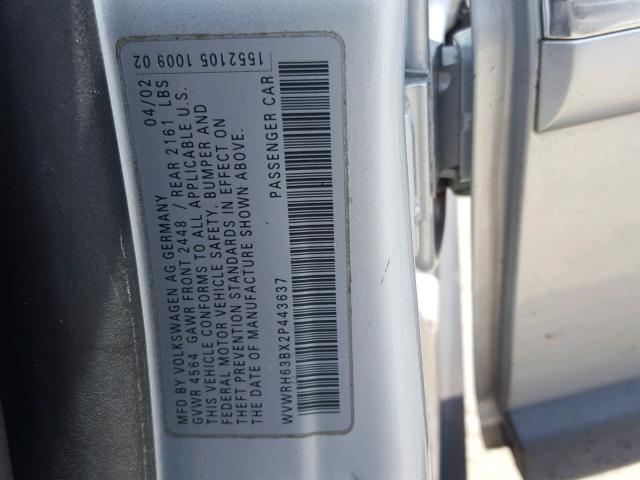 MFD BY VOLKSWAGEN AG GERMANY 04/02
GVWR 4564 GAWR FRONT 2448 / REAR 2161 LBS
THIS VEHICLE CONFORMS TO ALL APPLICABLE U.S.
FEDERAL MOTOR VEHICLE SAFETY, BUMPER AND
THEFT PREVENTION STANDARDS IN EFFECT ON
THE DATE OF MANUFACTURE SHOWN ABOVE.
PASSENGER CAR
WVWRH63BX2P443637
1552105 1009 02